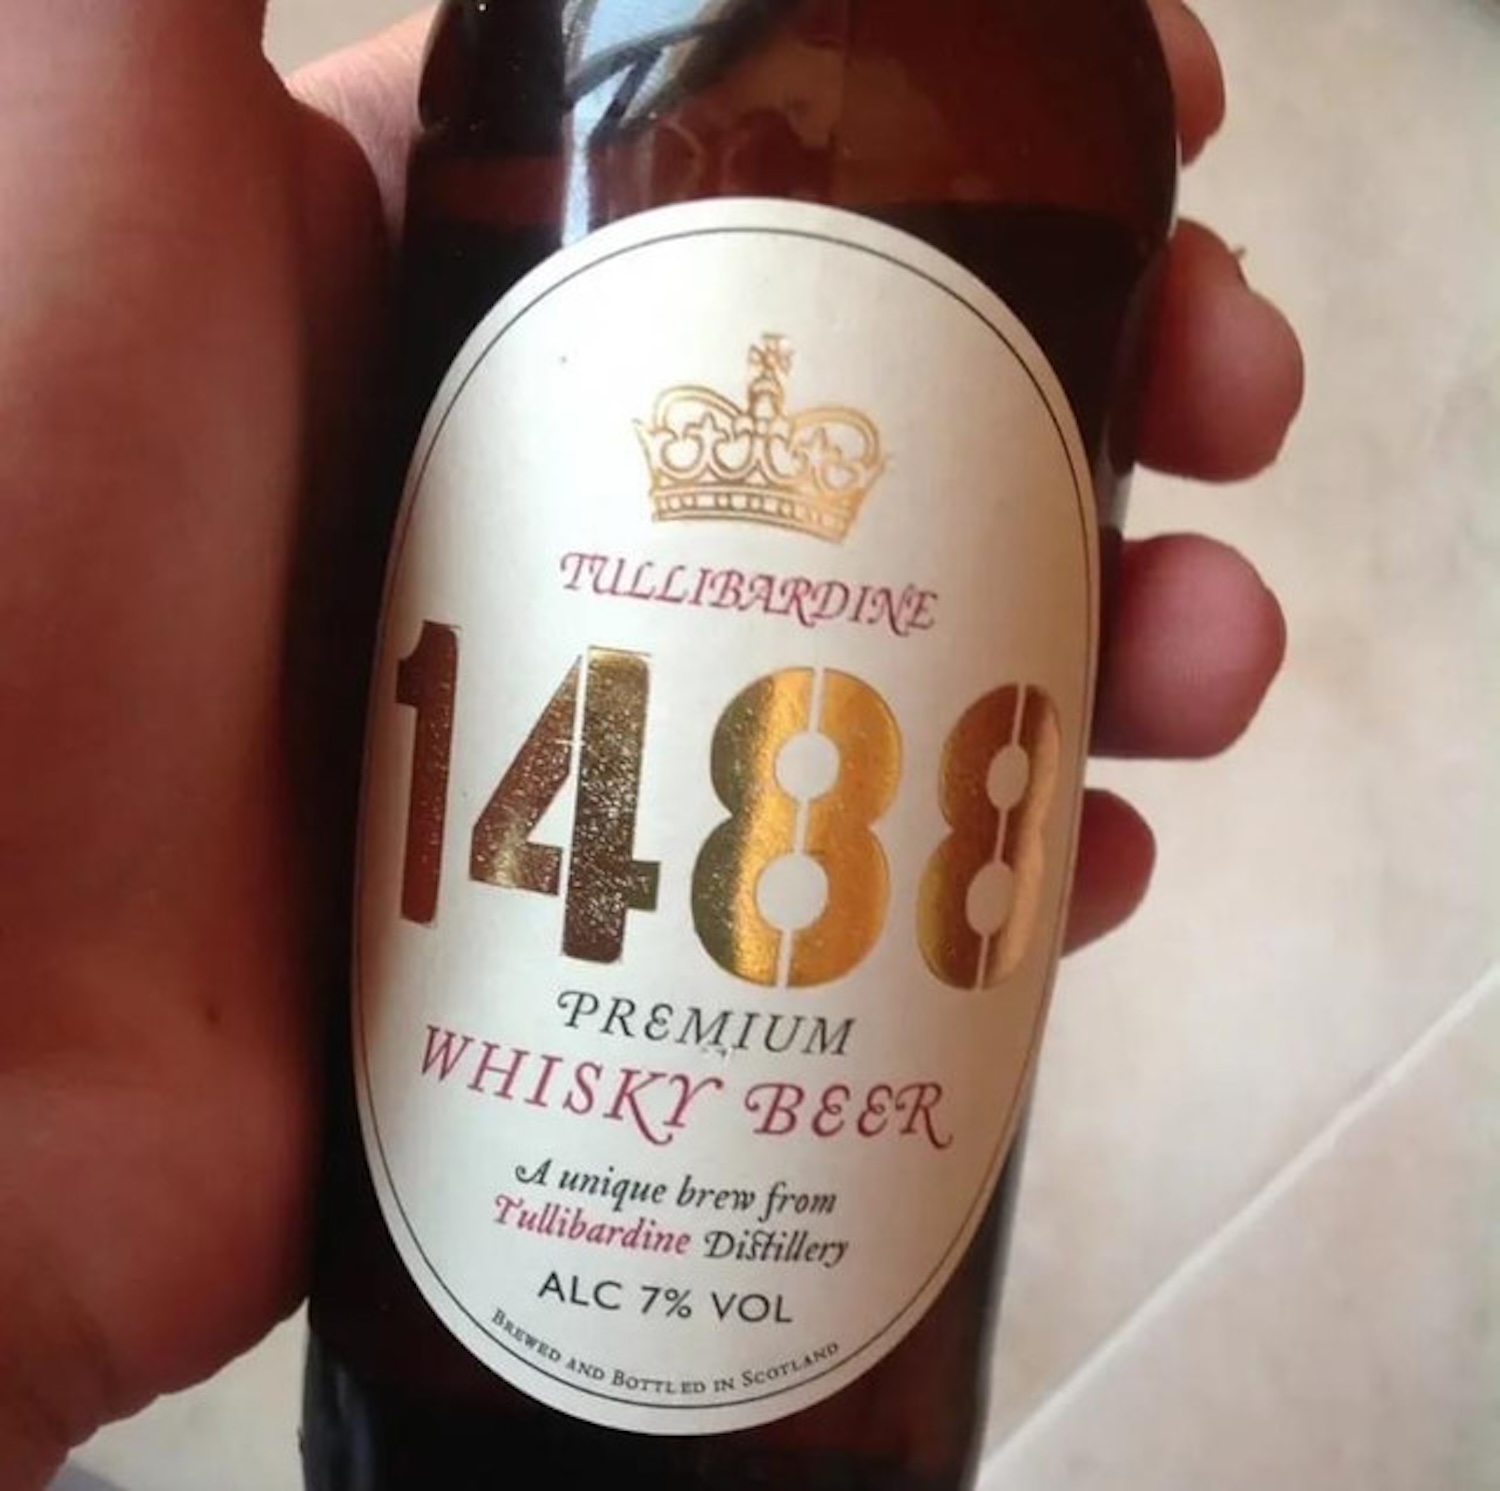 TULLIBARDINE
1488
PREMIUM
WHISKY BEER
A unique brew from
Tullibardine Distillery
ALC 7% VOL
BREWED AND BOTTLED IN SCOTLAND